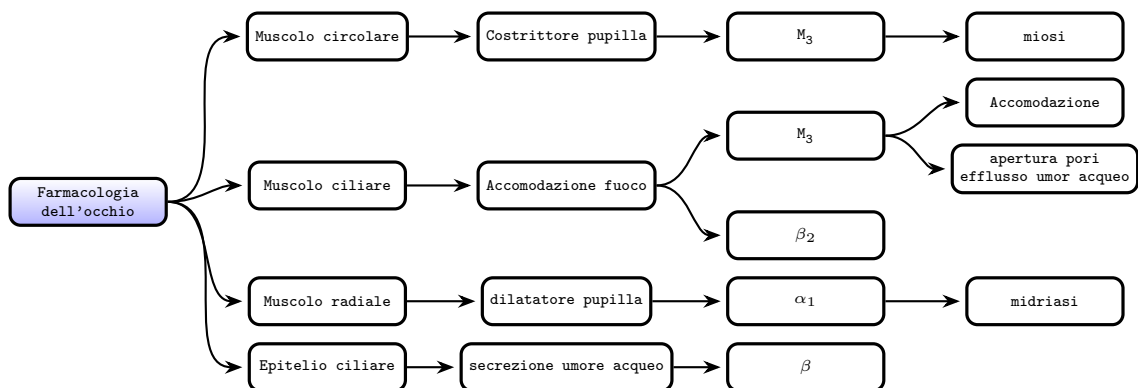 Farmacologia
dell'occhio
Muscolo circolare
Costrittore pupilla
M₃
miosi
Muscolo ciliare
Accomodazione fuoco
M₃
Accomodazione
apertura pori
efflusso umor acqueo
β₂
Muscolo radiale
dilatatore pupilla
α₁
midriasi
Epitelio ciliare
secrezione umore acqueo
β